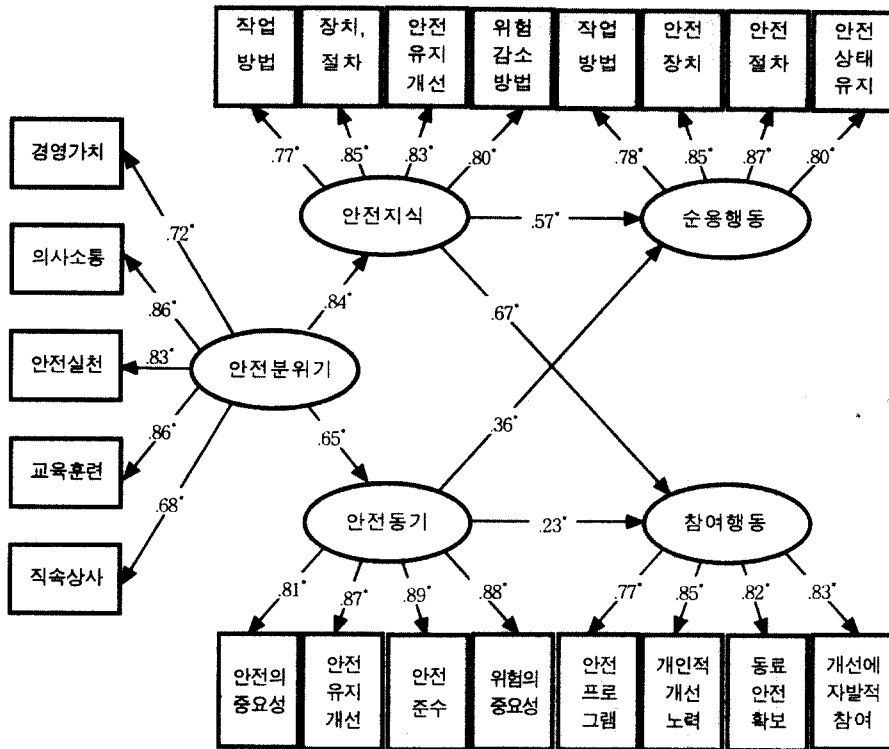 작업
방법
장치,
절차
안전
유지
개선
위험
감소
방법
작업
방법
안전
장치
안전
절차
안전
상태
유지
.77*
.85*
.83*
.80*
.78*
.85*
.87*
.80*
경영가치
의사소통
안전실천
교육훈련
직속상사
.72*
.86*
.83*
.86*
.68*
안전분위기
.84*
.65*
안전지식
.57*
.67*
순응행동
안전동기
.36*
.23*
참여행동
.81*
.87*
.89*
.88*
.77*
.85*
.82*
.83*
안전의
중요성
안전
유지
개선
안전
준수
위험의
중요성
안전
프로
그램
개인적
개선
노력
동료
안전
확보
개선에
자발적
참여